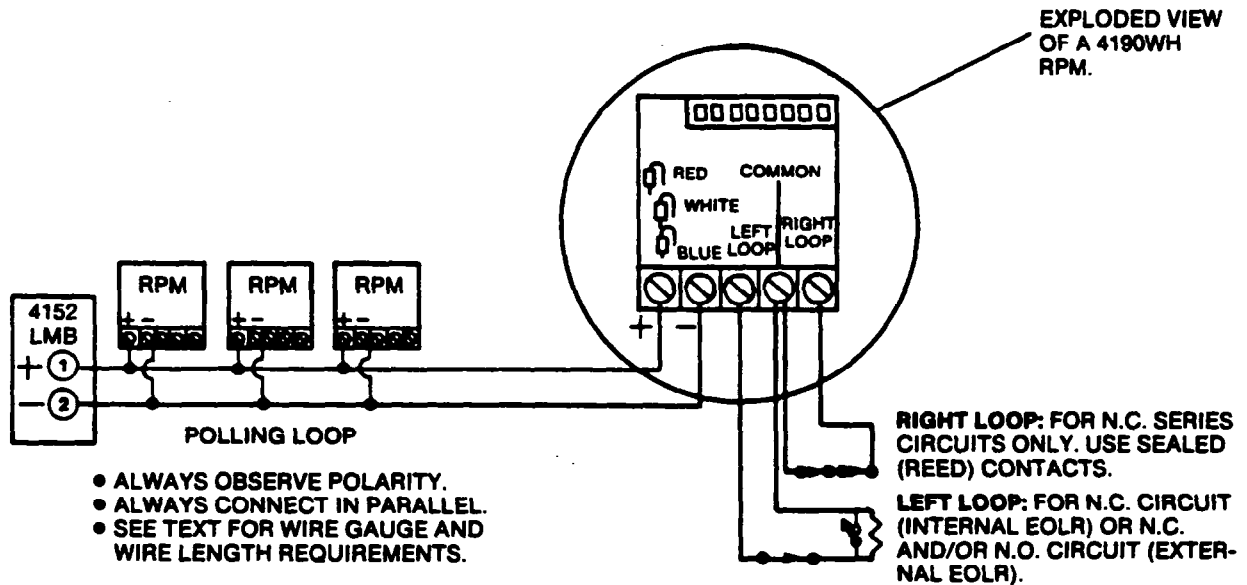 EXPLODED VIEW
OF A 4190WH
RPM.
RED
COMMON
WHITE
BLUE
LEFT
LOOP
RIGHT
LOOP
+ −
RPM
+ −
RPM
+ −
RPM
+ −
4152
LMB
+ 1
− 2
POLLING LOOP
● ALWAYS OBSERVE POLARITY.
● ALWAYS CONNECT IN PARALLEL.
● SEE TEXT FOR WIRE GAUGE AND
WIRE LENGTH REQUIREMENTS.
RIGHT LOOP: FOR N.C. SERIES
CIRCUITS ONLY. USE SEALED
(REED) CONTACTS.
LEFT LOOP: FOR N.C. CIRCUIT
(INTERNAL EOLR) OR N.C.
AND/OR N.O. CIRCUIT (EXTER-
NAL EOLR).